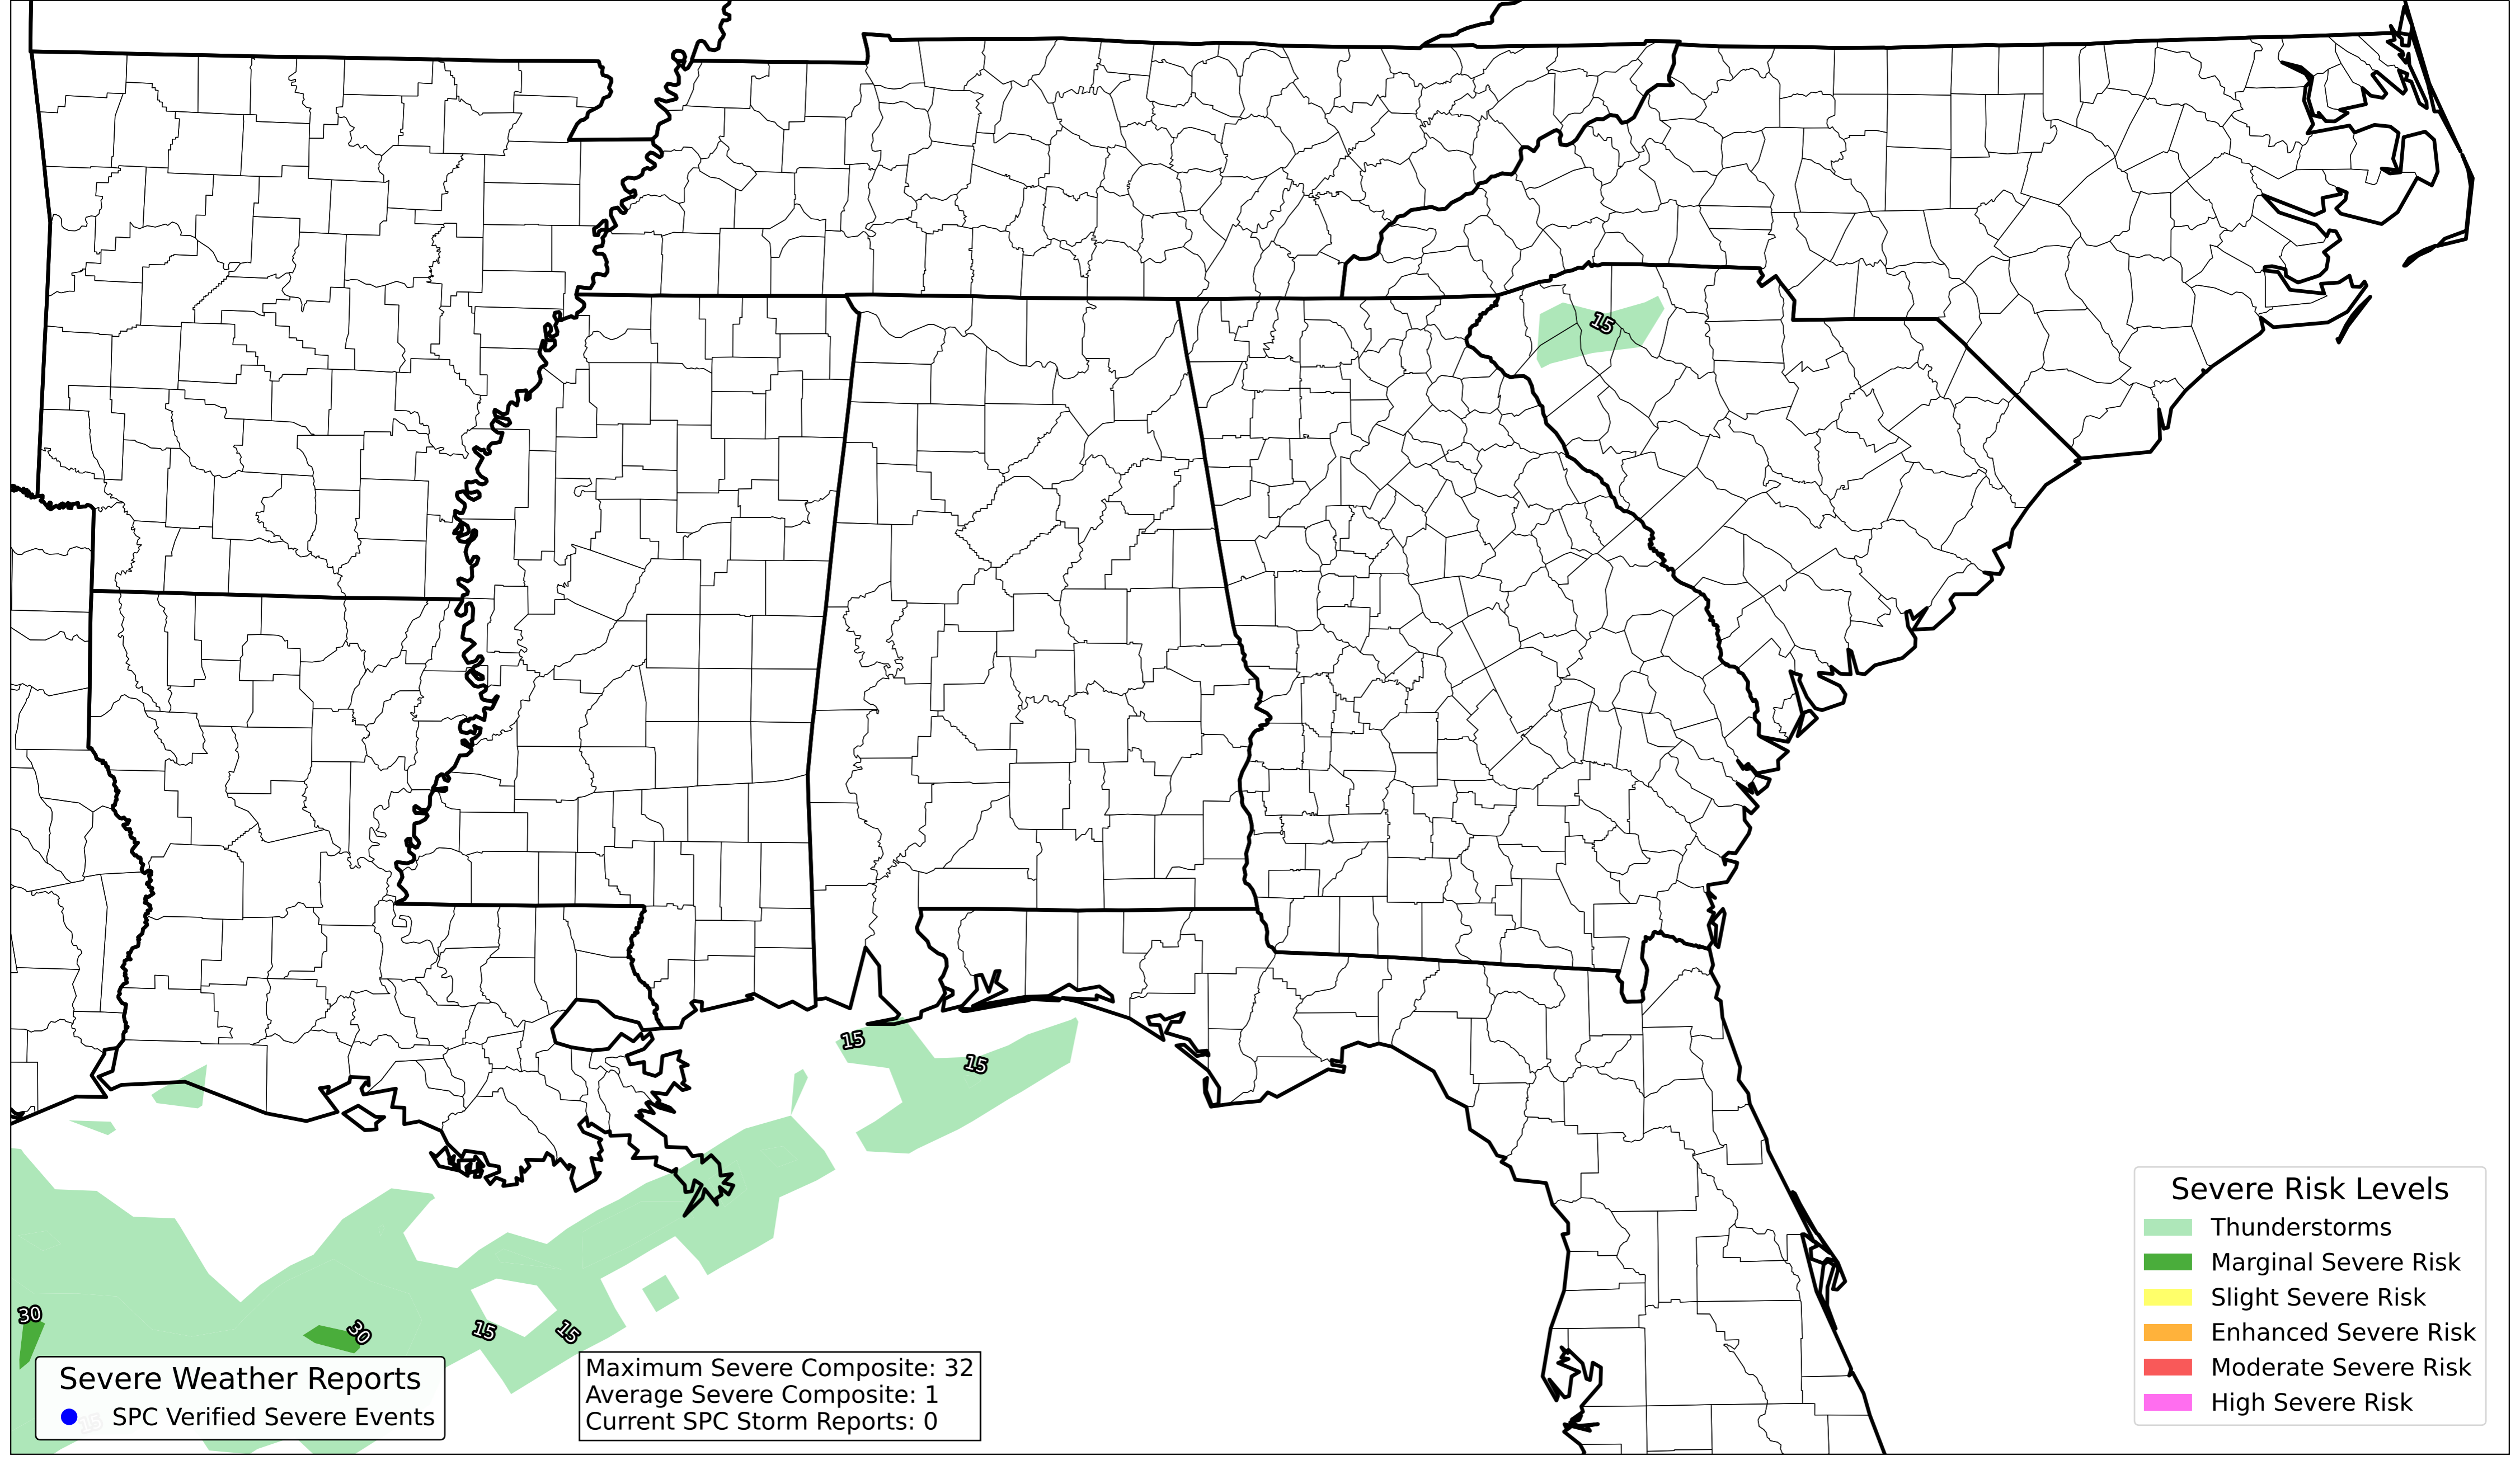 15
15
15
30
30
15
15
Severe Weather Reports
SPC Verified Severe Events
Maximum Severe Composite: 32
Average Severe Composite: 1
Current SPC Storm Reports: 0
Severe Risk Levels
Thunderstorms
Marginal Severe Risk
Slight Severe Risk
Enhanced Severe Risk
Moderate Severe Risk
High Severe Risk